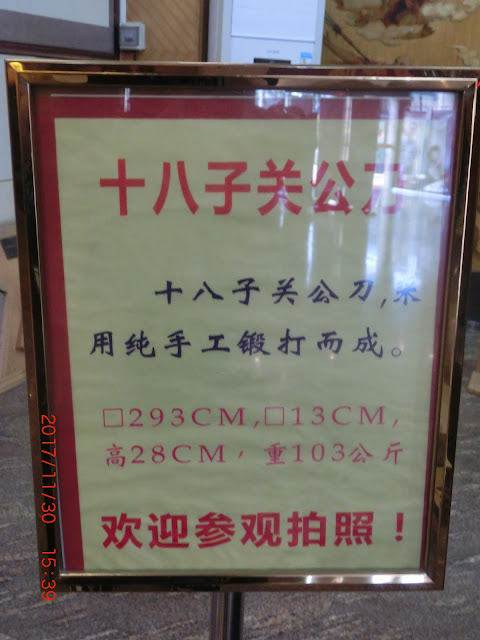 十八子关公刀
十八子关公刀,采
用纯手工锻打而成。
□293CM,□13CM,
高28CM，重103公斤
欢迎参观拍照！
2017/11/30 15:39